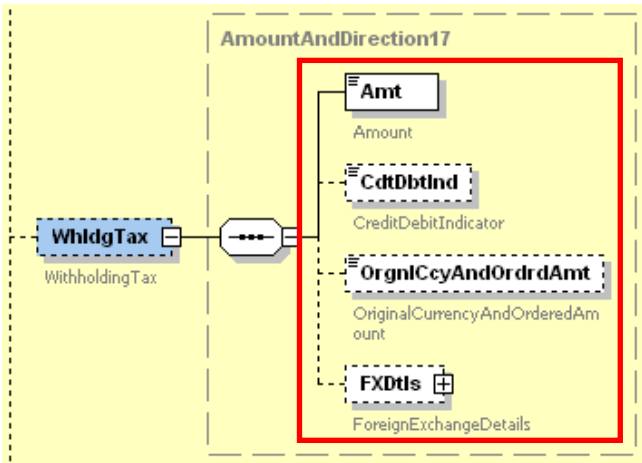 AmountAndDirection17
Amt
Amount
CdtDbtInd
CreditDebitIndicator
WhldgTax
WithholdingTax
OrgnlCcyAndOrdrdAmt
OriginalCurrencyAndOrderedAm
ount
FXDtls
ForeignExchangeDetails